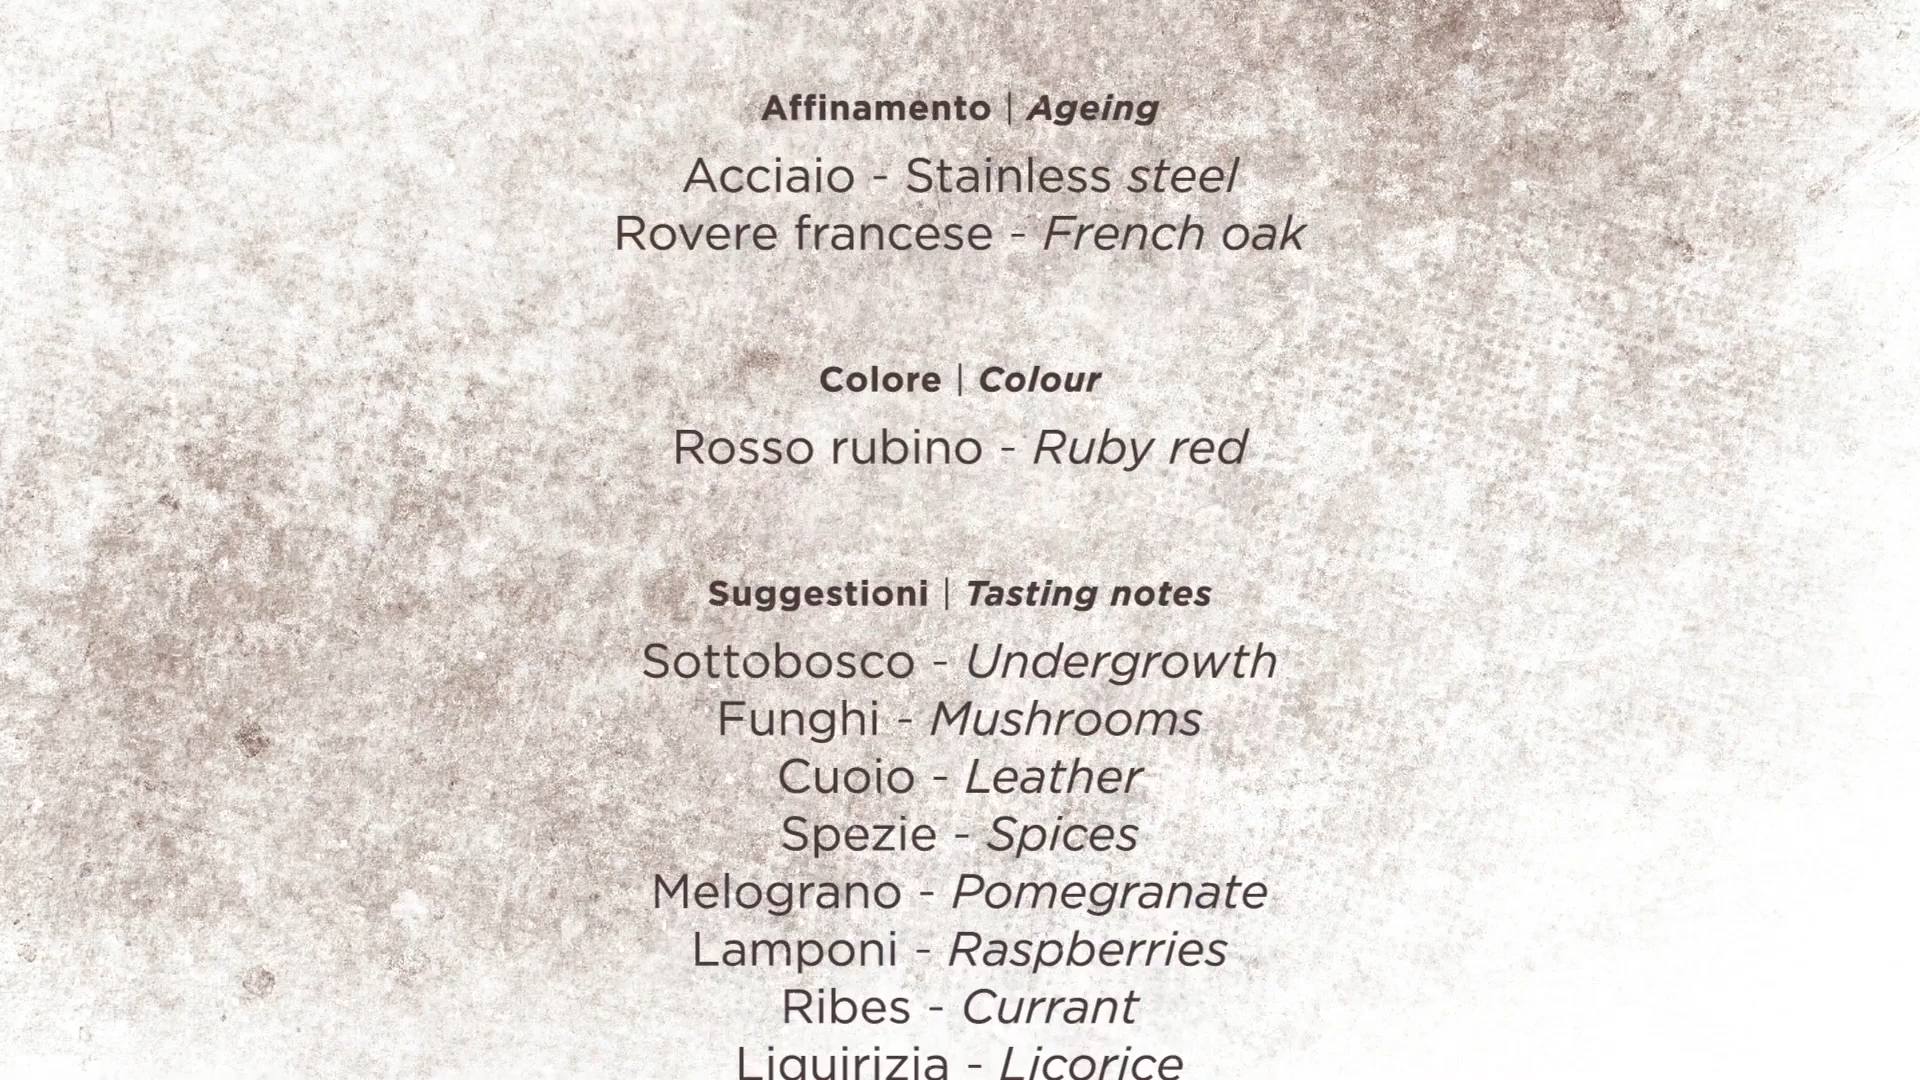 Affinamento | Ageing
Acciaio - Stainless steel
Rovere francese - French oak
Colore | Colour
Rosso rubino - Ruby red
Suggestioni | Tasting notes
Sottobosco - Undergrowth
Funghi - Mushrooms
Cuoio - Leather
Spezie - Spices
Melograno - Pomegranate
Lamponi - Raspberries
Ribes - Currant
Liquirizia - Licorice